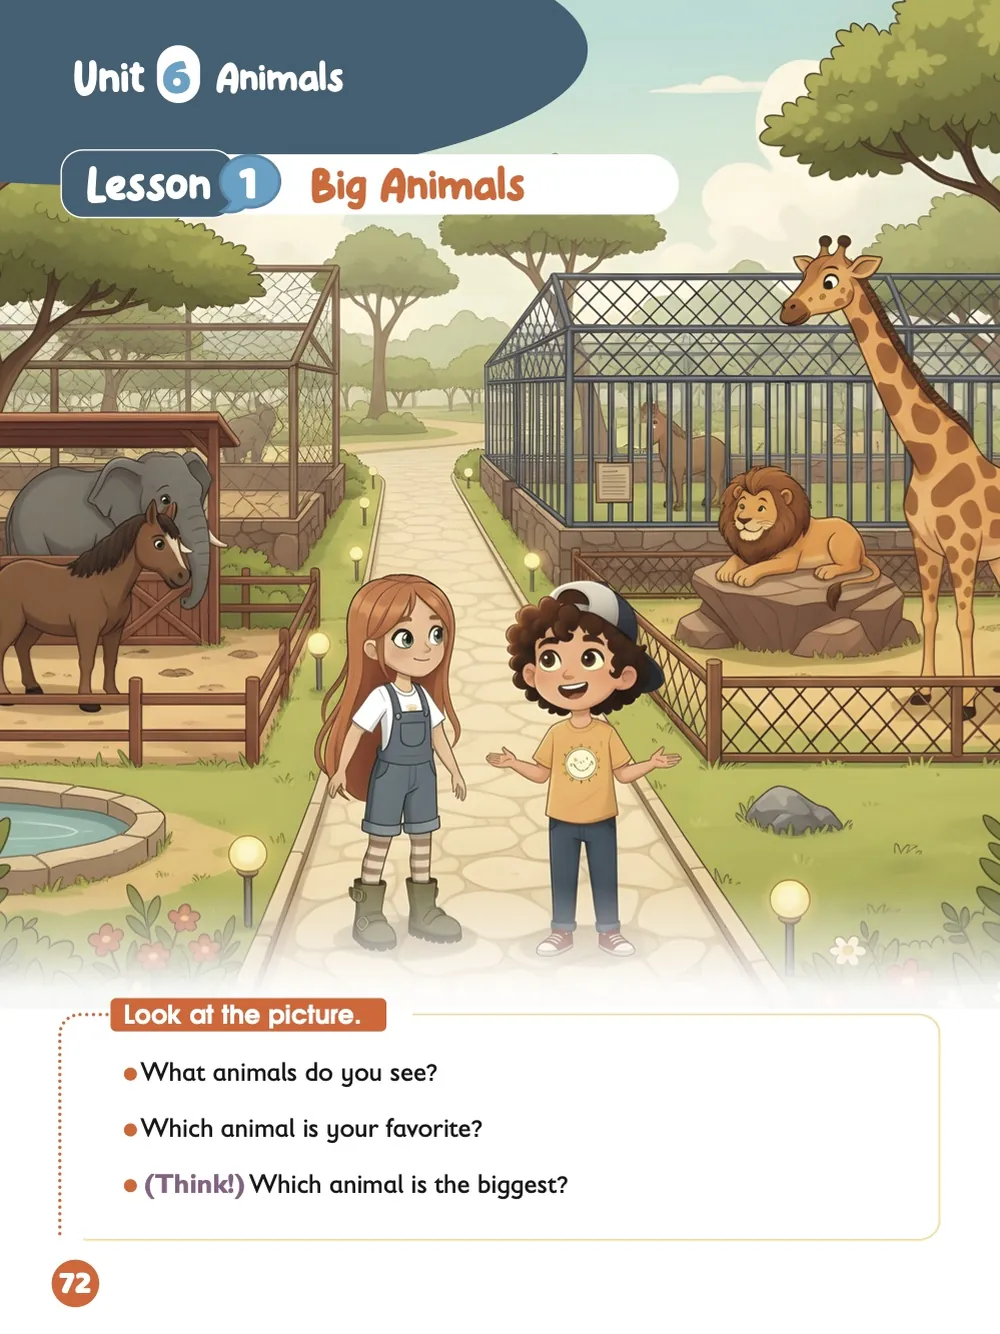 Unit 6 Animals
Lesson 1 Big Animals
Look at the picture.
What animals do you see?
Which animal is your favorite?
(Think!) Which animal is the biggest?
72